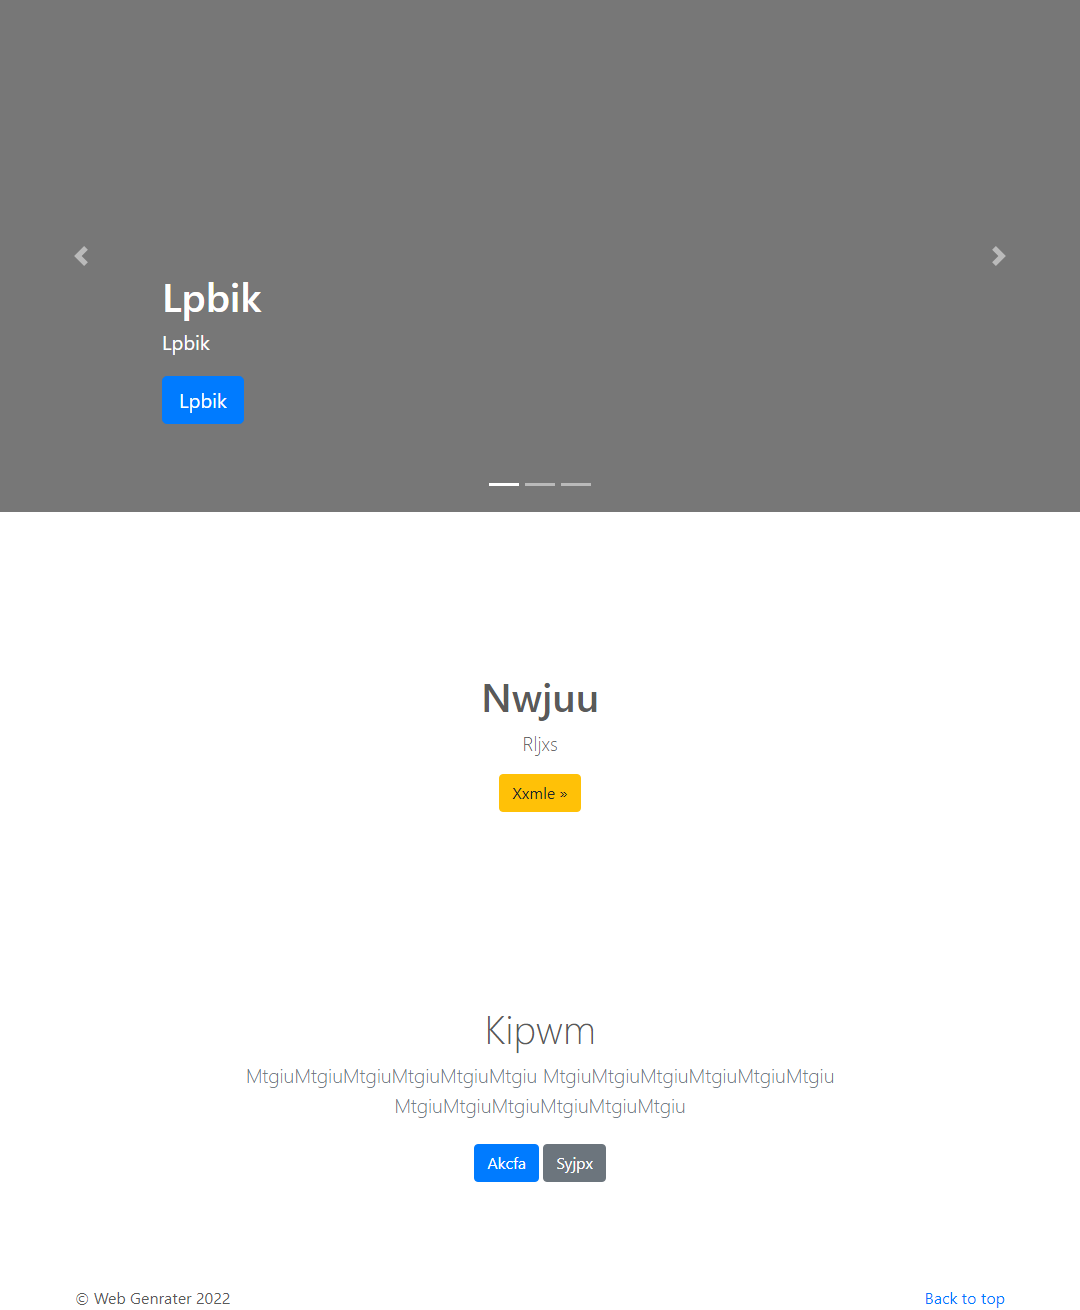 Lpbik
Lpbik
Lpbik
Nwjuu
Rljxs
Xxmle »
Kipwm
MtgiuMtgiuMtgiuMtgiuMtgiuMtgiu MtgiuMtgiuMtgiuMtgiuMtgiuMtgiu
MtgiuMtgiuMtgiuMtgiuMtgiuMtgiu
Akcfa Syjpx
© Web Genrater 2022 Back to top